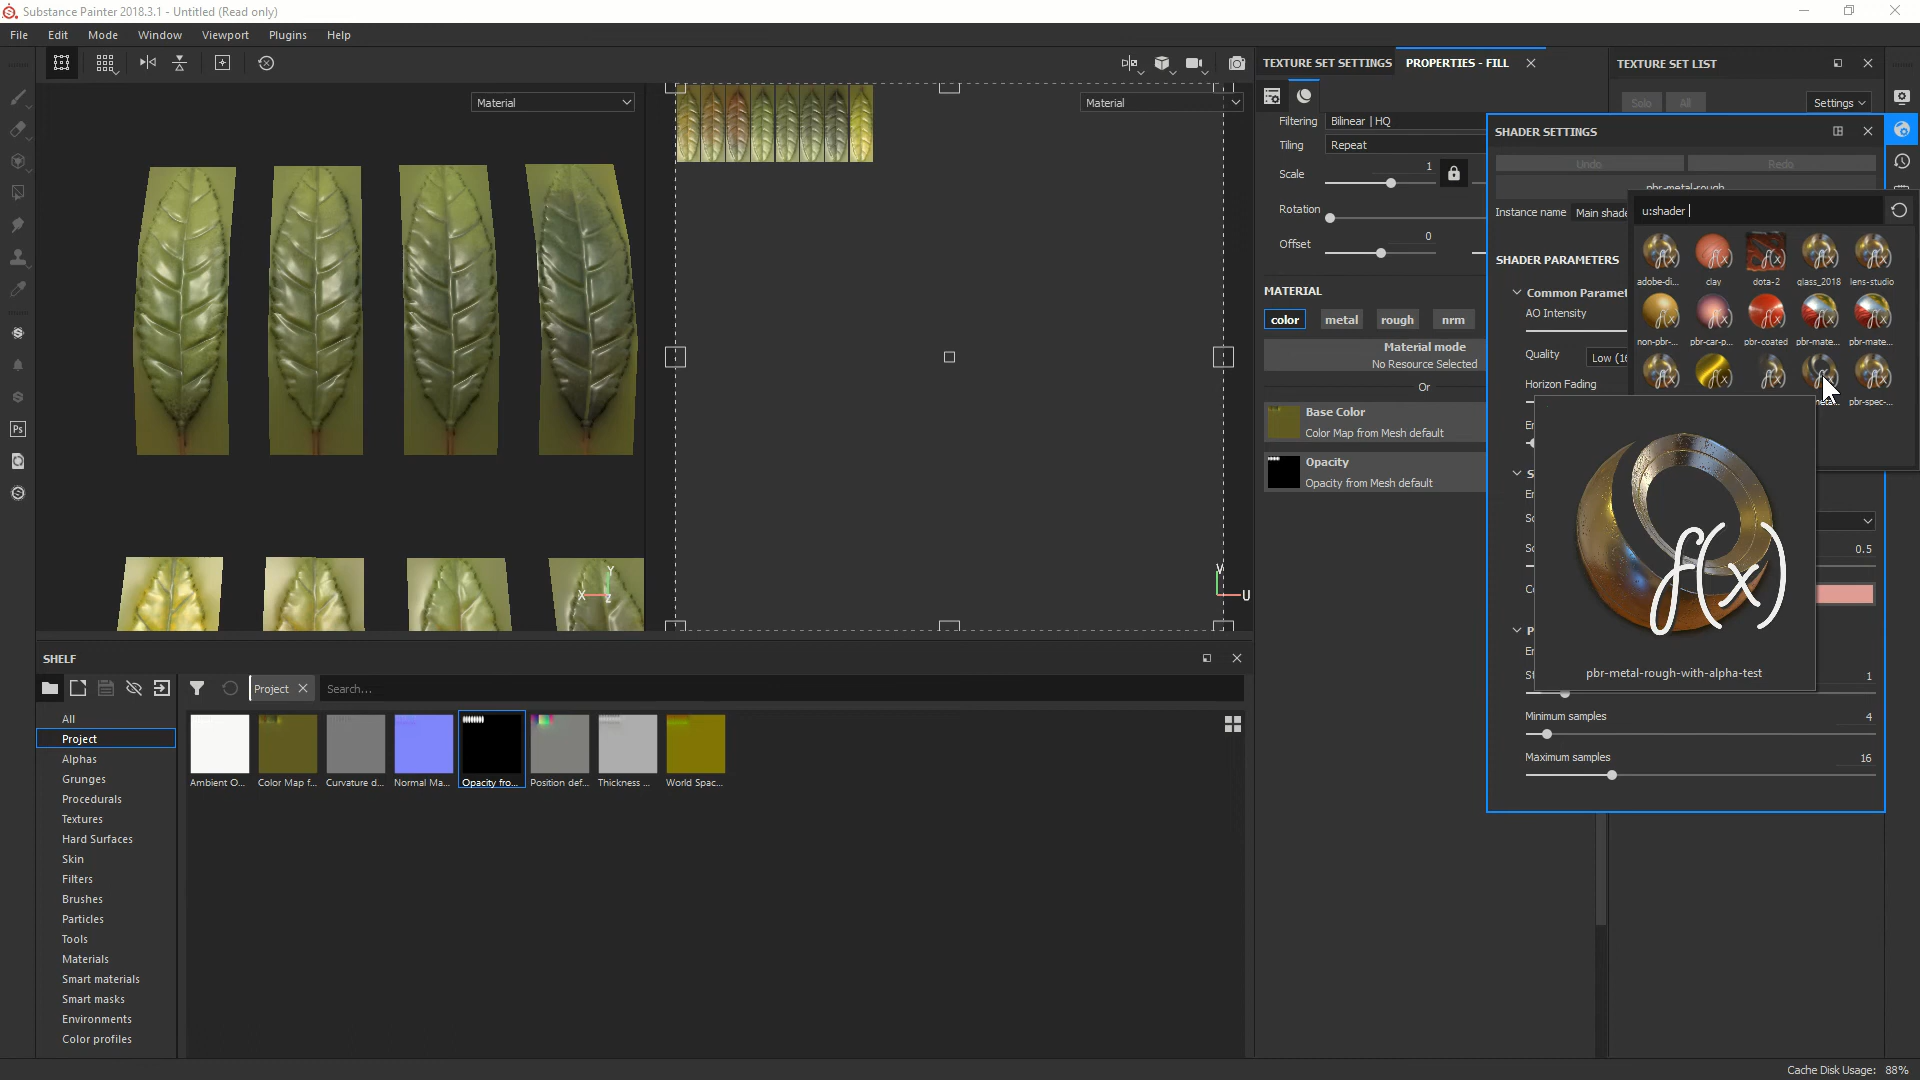 Substance Painter 2018.3.1 - Untitled (Read only)
File Edit Mode Window Viewport Plugins Help
TEXTURE SET SETTINGS PROPERTIES - FILL TEXTURE SET LIST
Material Material
Solo All Settings
Filtering Bilinear | HQ
Tiling Repeat
Scale 1
Rotation
Offset 0
MATERIAL
color metal rough nrm
Material mode
No Resource Selected
Or
Base Color
Color Map from Mesh default
Opacity
Opacity from Mesh default
SHADER SETTINGS
Undo Redo
pbr-metal-rough
Instance name Main shade
u:shader
SHADER PARAMETERS
Common Paramet
AO Intensity
Quality Low (16
Horizon Fading
adobe-di... clay dota-2 glass_2018 lens-studio
non-pbr-... pbr-car-p... pbr-coated pbr-mate... pbr-mate...
pbr-spec-...
f(x)
pbr-metal-rough-with-alpha-test
0.5
1
Minimum samples 4
Maximum samples 16
Y
X Z
V
U
Ps
SHELF
Project Search...
All
Project
Alphas
Grunges
Procedurals
Textures
Hard Surfaces
Skin
Filters
Brushes
Particles
Tools
Materials
Smart materials
Smart masks
Environments
Color profiles
Ambient O... Color Map f... Curvature d... Normal Ma... Opacity fro... Position def... Thickness ... World Spac...
Cache Disk Usage: 88%